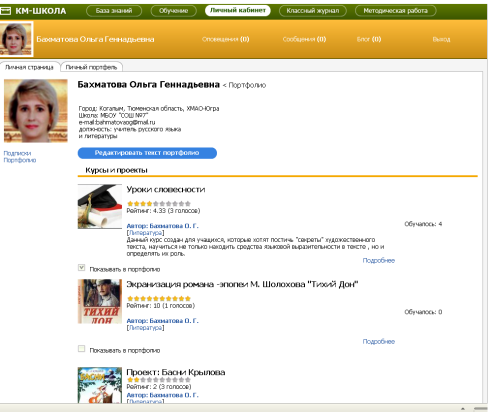 КМ-ШКОЛА
База знаний
Обучение
Личный кабинет
Классный журнал
Методическая работа
Бахматова Ольга Геннадьевна
Оповещения (0)
Сообщения (0)
Блог (0)
Выход
Личная страница
Личный портфель
Бахматова Ольга Геннадьевна < Портфолио
Город: Когалым, Тюменская область, ХМАО-Югра
Школа: МБОУ "СОШ №7"
e-mail:bahmatovaog@mail.ru
должность: учитель русского языка
и литературы
Подписки
Портфолио
Редактировать текст портфолио
Курсы и проекты
Уроки словесности
Рейтинг: 4.33 (3 голосов)
Автор: Бахматова О. Г.
[Литература]
Обучалось: 4
Данный курс создан для учащихся, которые хотят постичь "секреты" художественного
текста, научиться не только находить средства языковой выразительности в тексте , но и
определять их роль.
Подробнее
Показывать в портфолио
Экранизация романа -эпопеи М. Шолохова "Тихий Дон"
Рейтинг: 10 (1 голосов)
Автор: Бахматова О. Г.
[Литература]
Обучалось: 0
ТИХИЙ
ДОН
Подробнее
Показывать в портфолио
Проект: Басни Крылова
Рейтинг: 2 (3 голосов)
Автор: Бахматова О. Г.
[Литература]